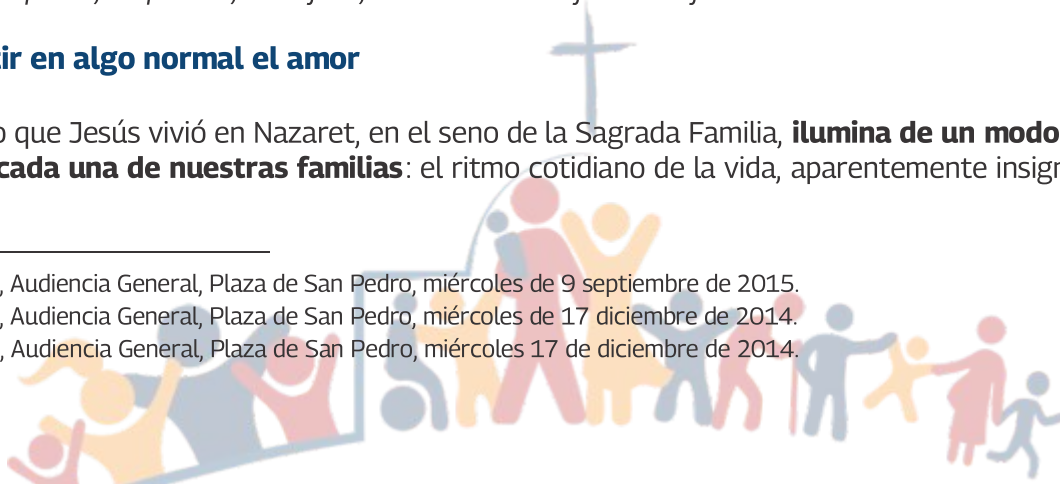 tir en algo normal el amor
que Jesús vivió en Nazaret, en el seno de la Sagrada Familia, ilumina de un modo
cada una de nuestras familias: el ritmo cotidiano de la vida, aparentemente insign
, Audiencia General, Plaza de San Pedro, miércoles de 9 septiembre de 2015.
, Audiencia General, Plaza de San Pedro, miércoles de 17 diciembre de 2014.
, Audiencia General, Plaza de San Pedro, miércoles 17 de diciembre de 2014.